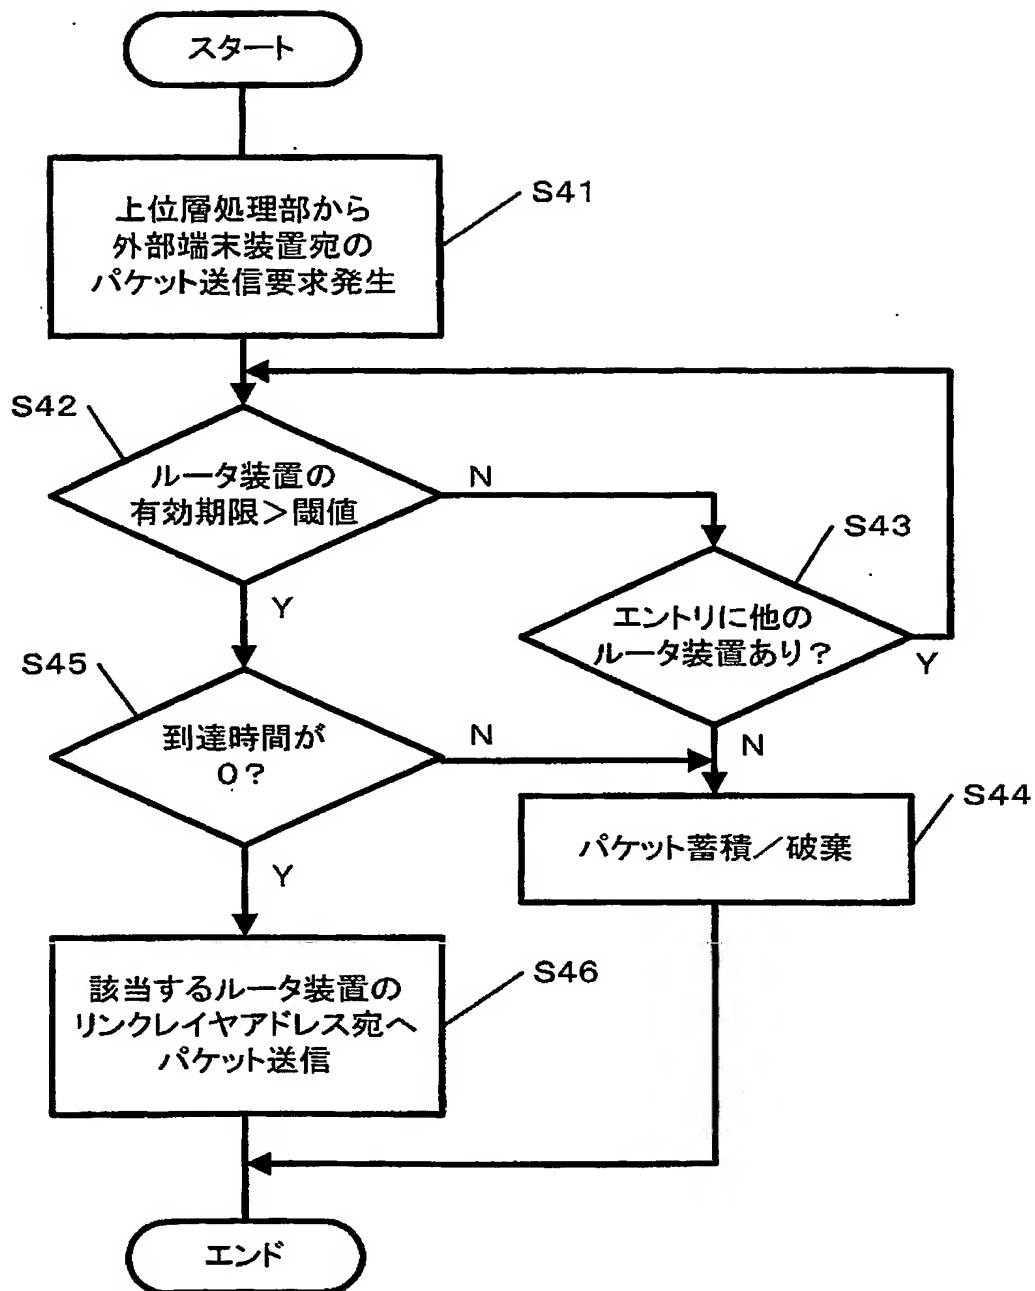 スタート
上位層処理部から
外部端末装置宛の
パケット送信要求発生
S41
S42
ルータ装置の
有効期限>閾値
N
Y
S43
エントリに他の
ルータ装置あり?
Y
N
S45
到達時間が
0?
N
Y
S44
パケット蓄積/破棄
該当するルータ装置の
リンクレイヤアドレス宛へ
パケット送信
S46
エンド